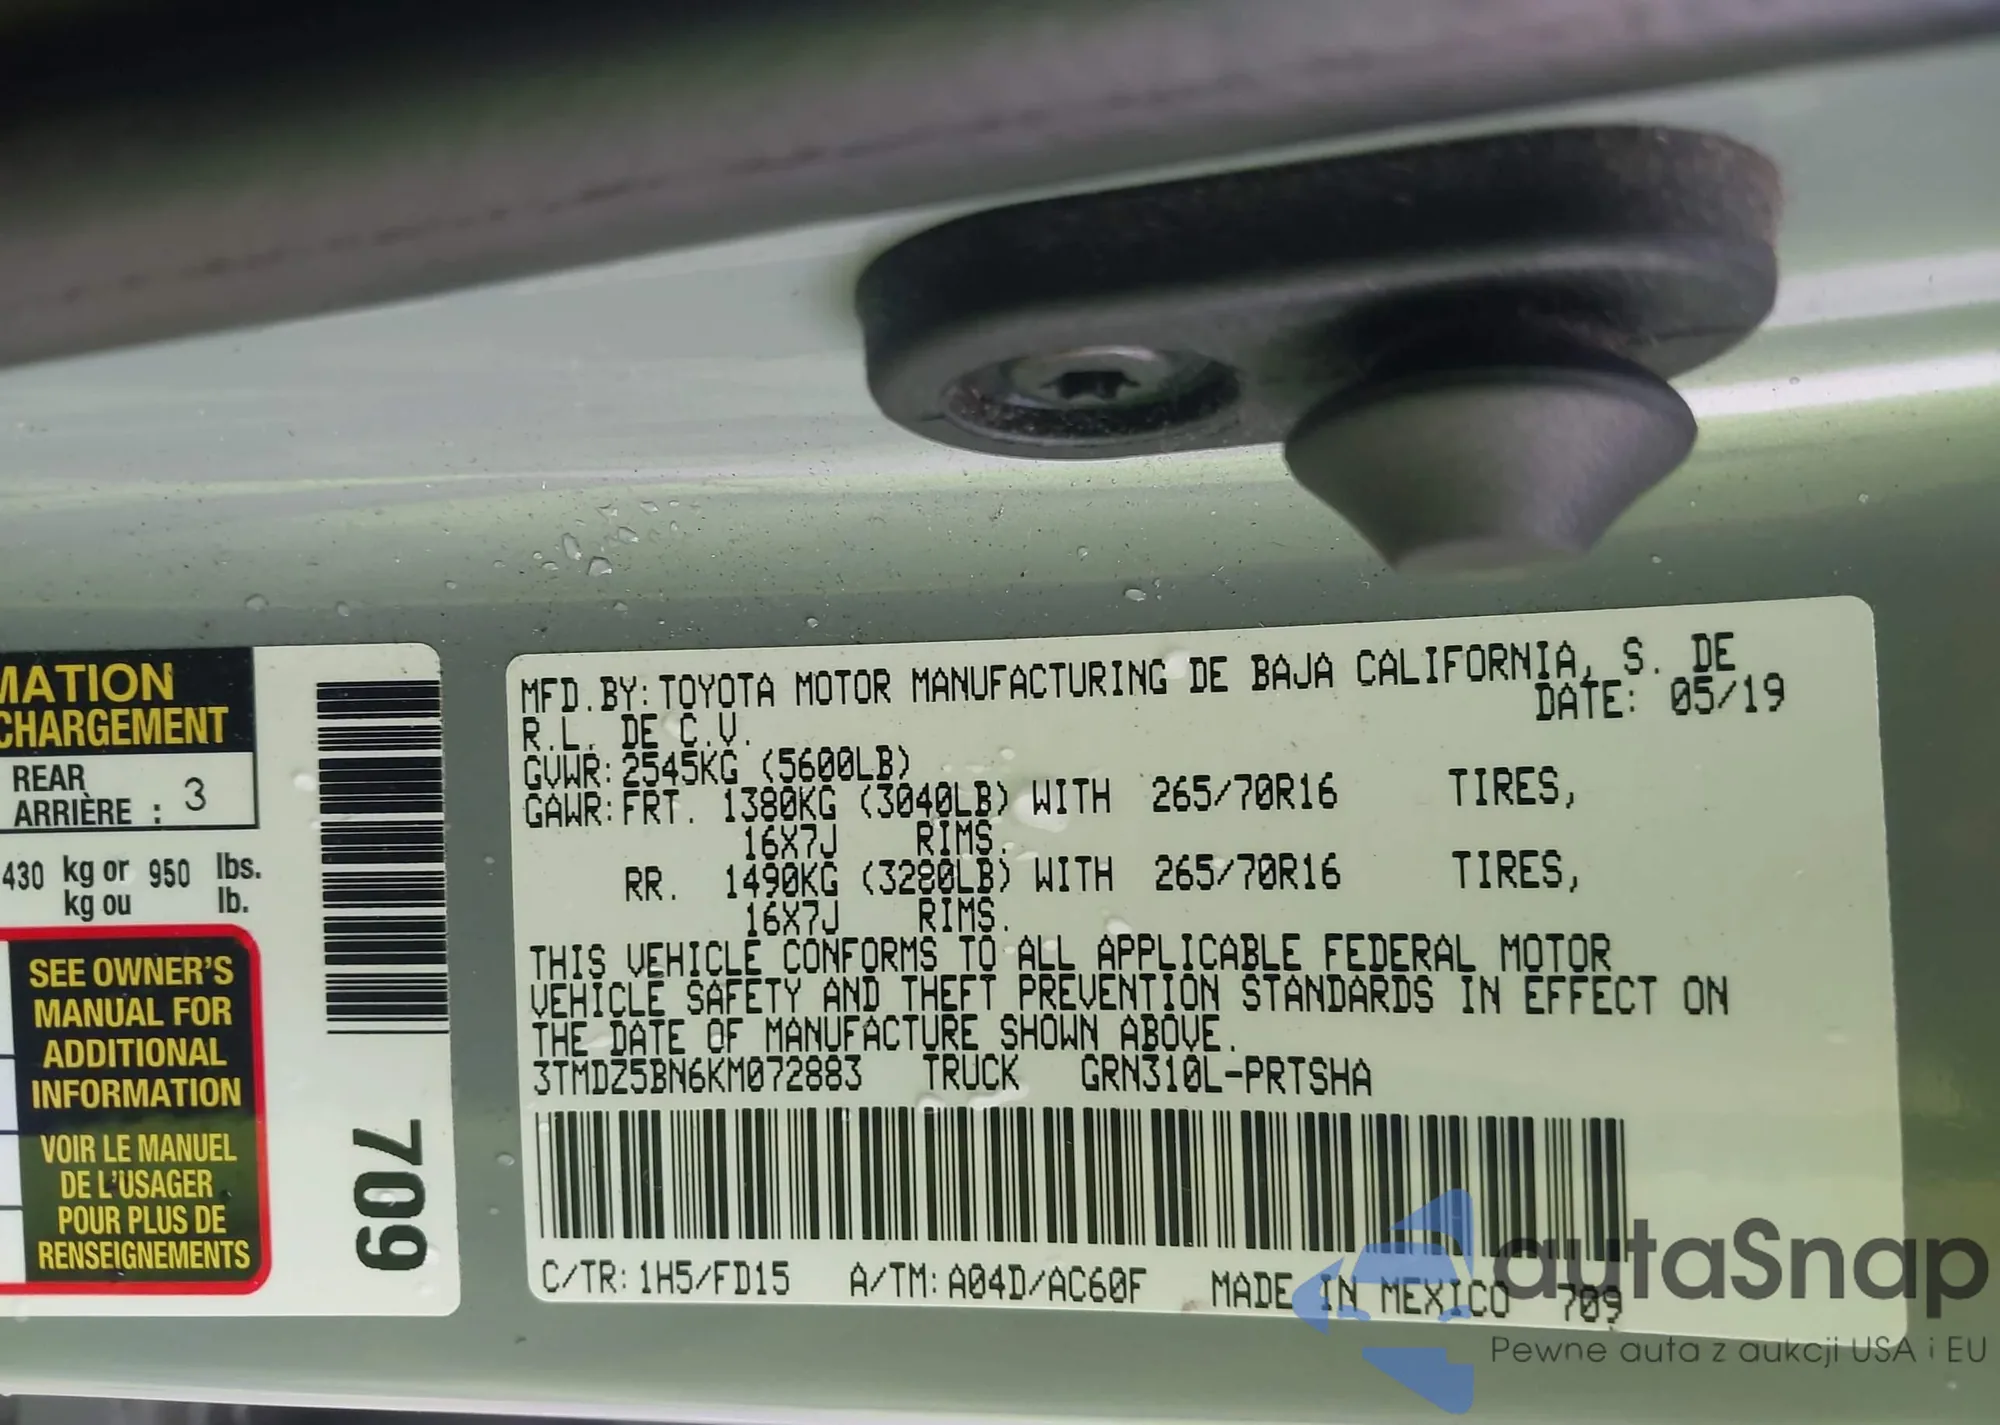 MATION
CHARGEMENT
REAR
ARRIÈRE : 3
430 kg or 950 lbs.
kg ou lb.
SEE OWNER'S
MANUAL FOR
ADDITIONAL
INFORMATION
VOIR LE MANUEL
DE L'USAGER
POUR PLUS DE
RENSEIGNEMENTS
709
MFD.BY:TOYOTA MOTOR MANUFACTURING DE BAJA CALIFORNIA, S. DE
R.L. DE C.V. DATE: 05/19
GVWR:2545KG (5600LB)
GAWR:FRT. 1380KG (3040LB) WITH 265/70R16 TIRES,
16X7J RIMS.
RR. 1490KG (3280LB) WITH 265/70R16 TIRES,
16X7J RIMS.
THIS VEHICLE CONFORMS TO ALL APPLICABLE FEDERAL MOTOR
VEHICLE SAFETY AND THEFT PREVENTION STANDARDS IN EFFECT ON
THE DATE OF MANUFACTURE SHOWN ABOVE.
3TMDZ5BN6KM072883 TRUCK GRN310L-PRTSHA
C/TR:1H5/FD15 A/TM:A04D/AC60F MADE IN MEXICO 709
autaSnap
Pewne auta z aukcji USA i EU